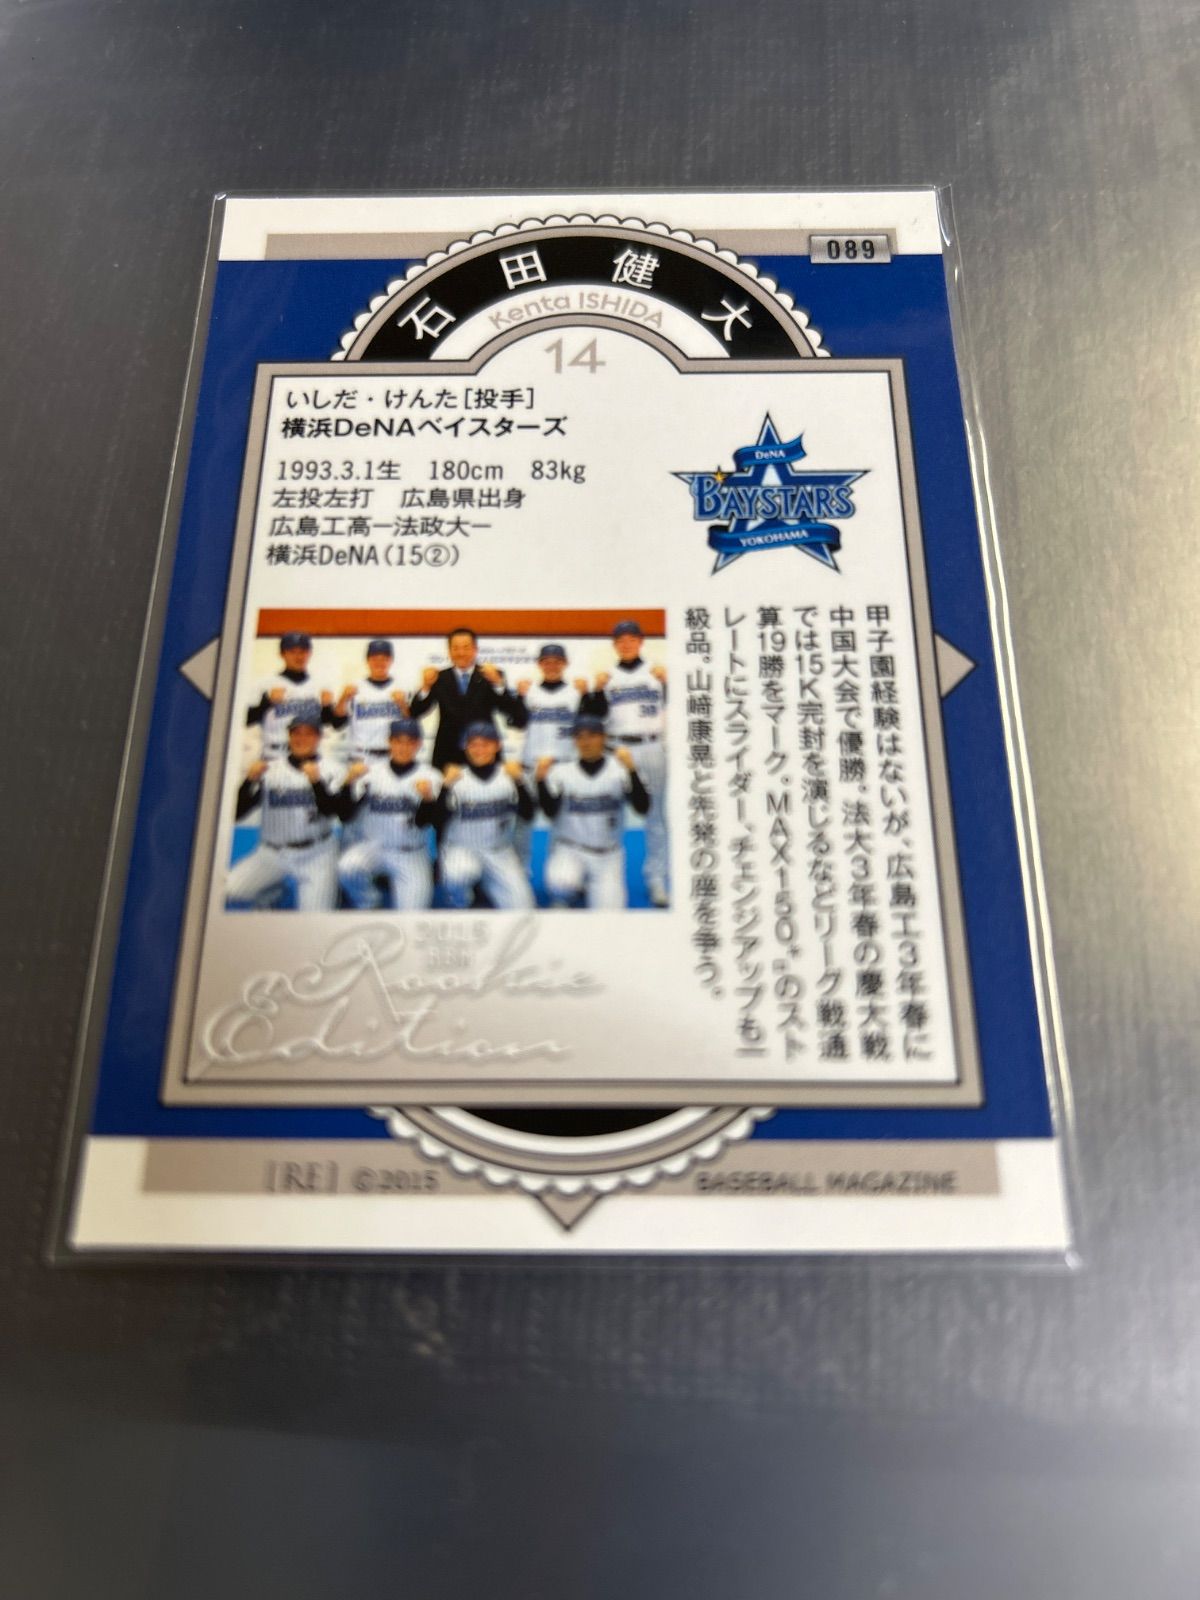 089
石田健大
Kenta ISHIDA
14
いしだ・けんた[投手]
横浜DeNAベイスターズ
1993.3.1生 180cm 83kg
左投左打 広島県出身
広島工高ー法政大ー
横浜DeNA(15②)
DeNA
BAYSTARS
YOKOHAMA
甲子園経験はないが、広島工3年春に
中国大会で優勝。法大3年春の慶大戦
では15K完封を演じるなどリーグ戦通
算19勝をマーク。MAX150㌔のスト
レートにスライダー、チェンジアップも一
級品。山﨑康晃と先発の座を争う。
2015
BBM
Rookie
Edition
[RE] ©2015
BASEBALL MAGAZINE